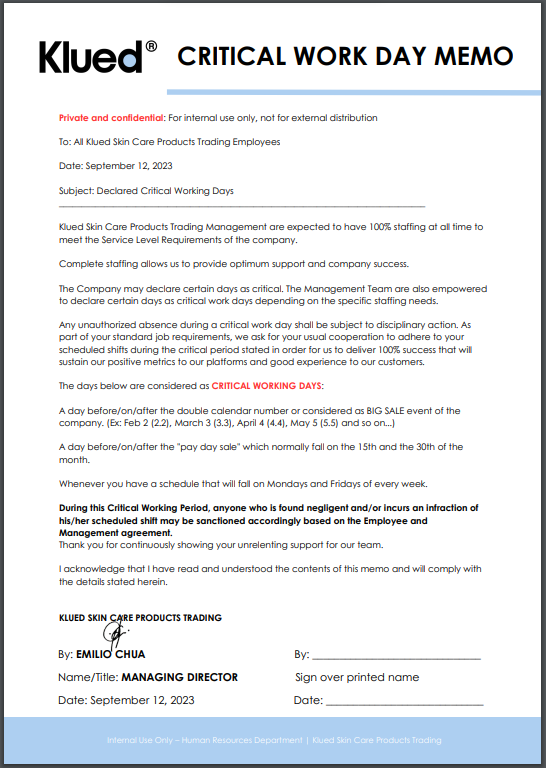 Klued® CRITICAL WORK DAY MEMO
Private and confidential: For internal use only, not for external distribution
To: All Klued Skin Care Products Trading Employees
Date: September 12, 2023
Subject: Declared Critical Working Days
Klued Skin Care Products Trading Management are expected to have 100% staffing at all time to
meet the Service Level Requirements of the company.
Complete staffing allows us to provide optimum support and company success.
The Company may declare certain days as critical. The Management Team are also empowered
to declare certain days as critical work days depending on the specific staffing needs.
Any unauthorized absence during a critical work day shall be subject to disciplinary action. As
part of your standard job requirements, we ask for your usual cooperation to adhere to your
scheduled shifts during the critical period stated in order for us to deliver 100% success that will
sustain our positive metrics to our platforms and good experience to our customers.
The days below are considered as CRITICAL WORKING DAYS:
A day before/on/after the double calendar number or considered as BIG SALE event of the
company. (Ex: Feb 2 (2.2), March 3 (3.3), April 4 (4.4), May 5 (5.5) and so on...)
A day before/on/after the "pay day sale" which normally fall on the 15th and the 30th of the
month.
Whenever you have a schedule that will fall on Mondays and Fridays of every week.
During this Critical Working Period, anyone who is found negligent and/or incurs an infraction of
his/her scheduled shift may be sanctioned accordingly based on the Employee and
Management agreement.
Thank you for continuously showing your unrelenting support for our team.
I acknowledge that I have read and understood the contents of this memo and will comply with
the details stated herein.
KLUED SKIN CARE PRODUCTS TRADING
By: EMILIO CHUA By: ____________________________
Name/Title: MANAGING DIRECTOR Sign over printed name
Date: September 12, 2023 Date: __________________________
Internal Use Only – Human Resources Department | Klued Skin Care Products Trading